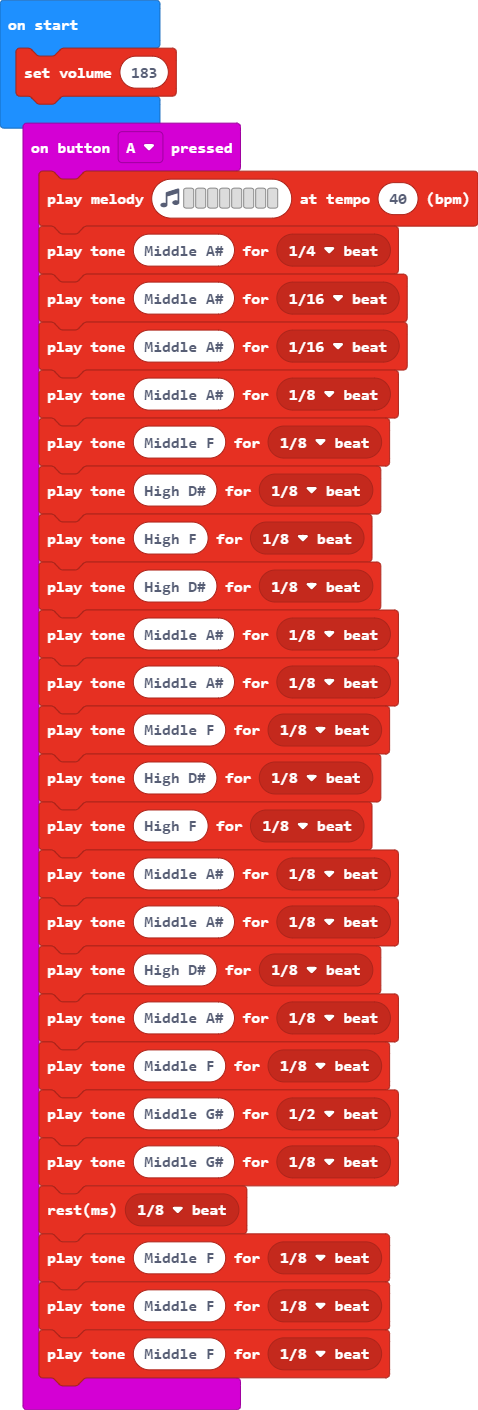 on start
set volume 183
on button A pressed
play melody at tempo 40 (bpm)
play tone Middle A# for 1/4 beat
play tone Middle A# for 1/16 beat
play tone Middle A# for 1/16 beat
play tone Middle A# for 1/8 beat
play tone Middle F for 1/8 beat
play tone High D# for 1/8 beat
play tone High F for 1/8 beat
play tone High D# for 1/8 beat
play tone Middle A# for 1/8 beat
play tone Middle A# for 1/8 beat
play tone Middle F for 1/8 beat
play tone High D# for 1/8 beat
play tone High F for 1/8 beat
play tone Middle A# for 1/8 beat
play tone Middle A# for 1/8 beat
play tone High D# for 1/8 beat
play tone Middle A# for 1/8 beat
play tone Middle F for 1/8 beat
play tone Middle G# for 1/2 beat
play tone Middle G# for 1/8 beat
rest(ms) 1/8 beat
play tone Middle F for 1/8 beat
play tone Middle F for 1/8 beat
play tone Middle F for 1/8 beat